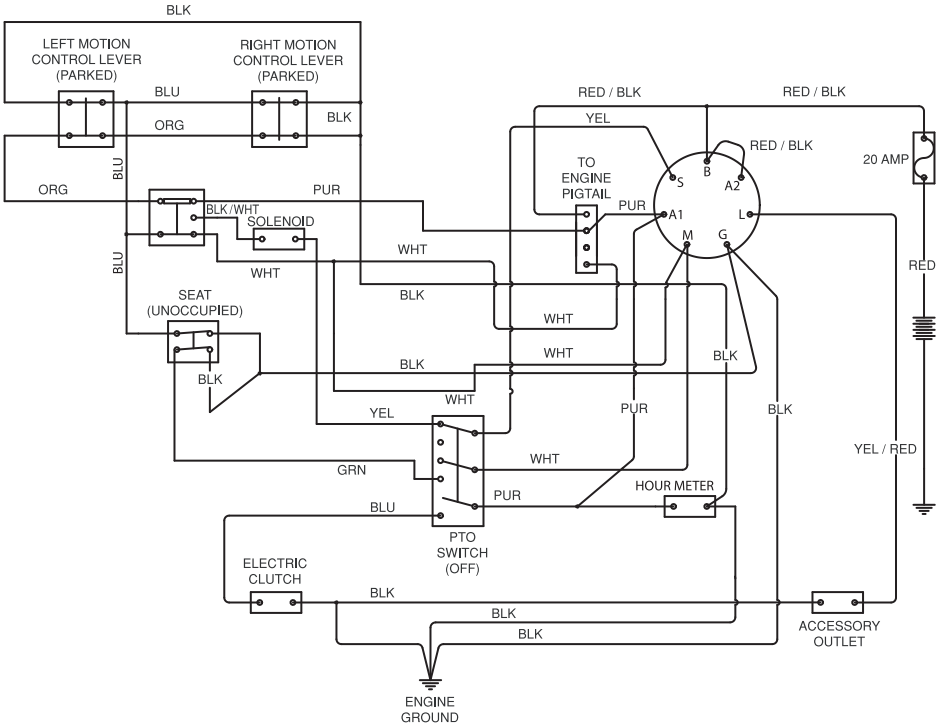 BLK
LEFT MOTION
CONTROL LEVER
(PARKED)
RIGHT MOTION
CONTROL LEVER
(PARKED)
BLU
BLK
ORG
RED / BLK
RED / BLK
YEL
RED / BLK
20 AMP
TO
ENGINE
PIGTAIL
BLU
ORG
PUR
BLK/WHT
SOLENOID
PUR
S
B
A2
A1
L
M
G
WHT
WHT
BLU
BLK
RED
SEAT
(UNOCCUPIED)
WHT
BLK
WHT
BLK
BLK
WHT
YEL
PUR
BLK
WHT
YEL / RED
GRN
PUR
HOUR METER
BLU
PTO
SWITCH
(OFF)
ELECTRIC
CLUTCH
BLK
BLK
BLK
ACCESSORY
OUTLET
ENGINE
GROUND